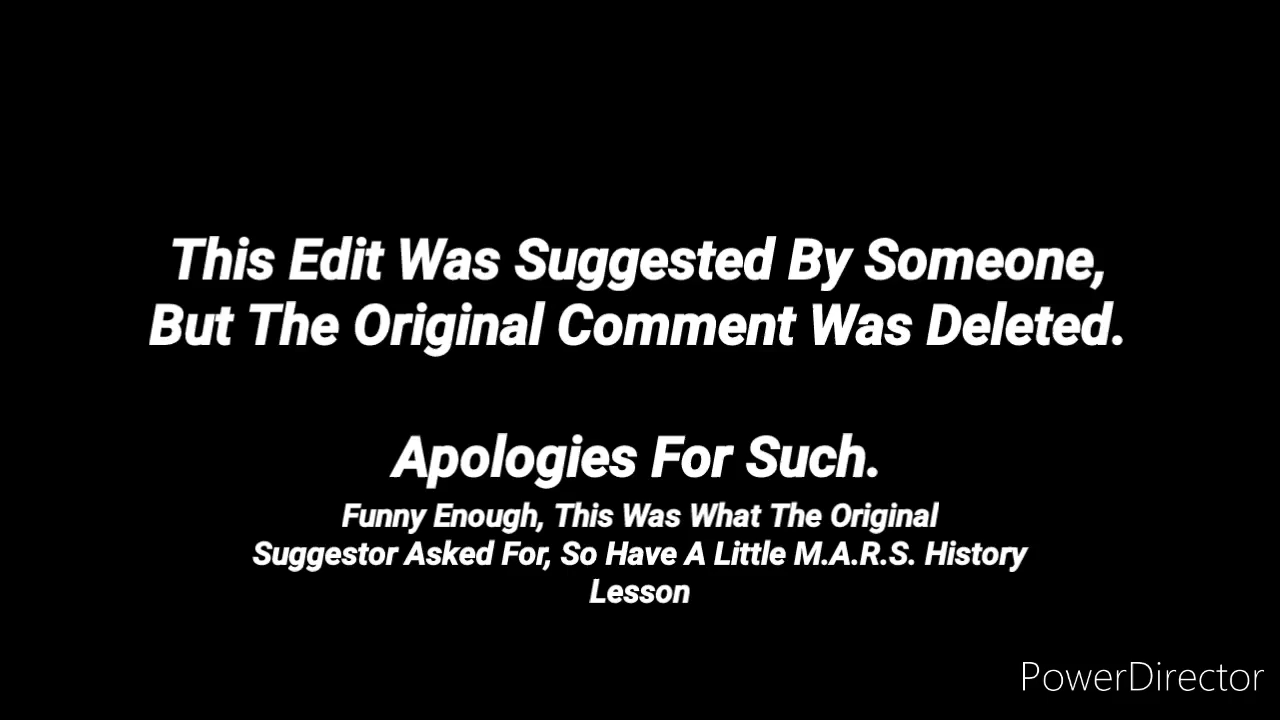 This Edit Was Suggested By Someone,
But The Original Comment Was Deleted.
Apologies For Such.
Funny Enough, This Was What The Original
Suggestor Asked For, So Have A Little M.A.R.S. History
Lesson
PowerDirector